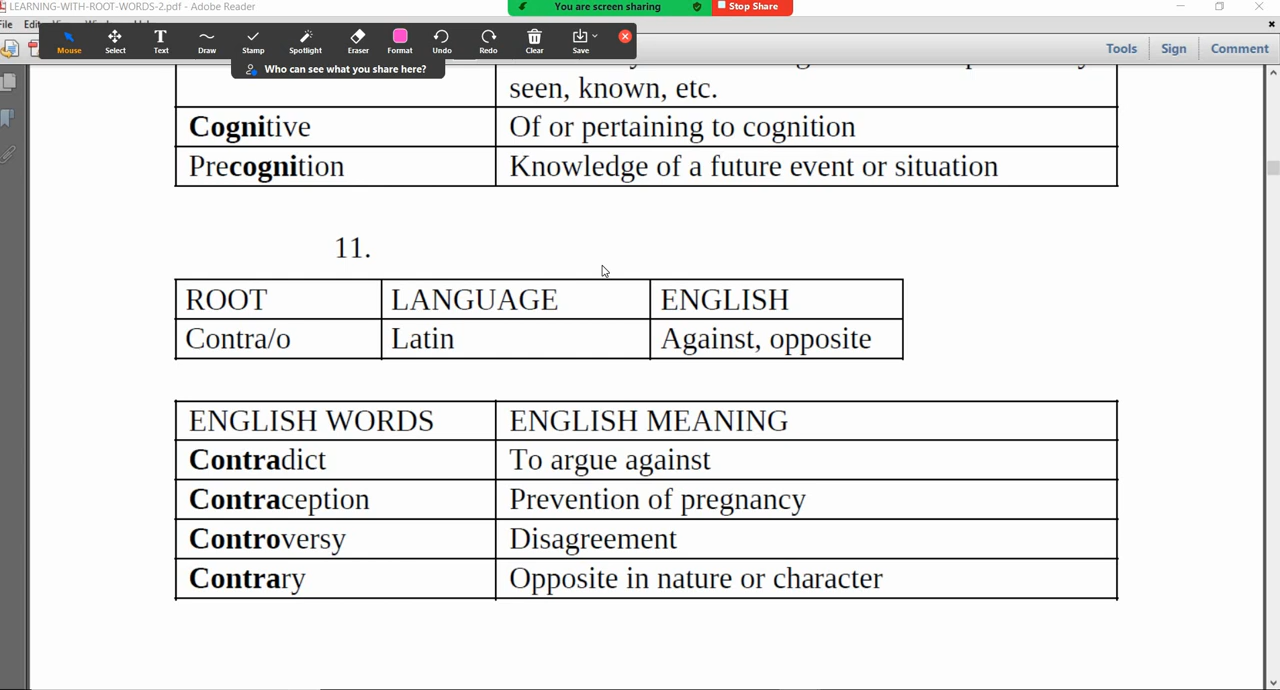 LEARNING-WITH-ROOT-WORDS-2.pdf - Adobe Reader
You are screen sharing
Stop Share
File Edit
Mouse Select Text Draw Stamp Spotlight Eraser Format Undo Redo Clear Save
Tools Sign Comment
Who can see what you share here?
seen, known, etc.
Cognitive Of or pertaining to cognition
Precognition Knowledge of a future event or situation
11.
ROOT LANGUAGE ENGLISH
Contra/o Latin Against, opposite
ENGLISH WORDS ENGLISH MEANING
Contradict To argue against
Contraception Prevention of pregnancy
Controversy Disagreement
Contrary Opposite in nature or character